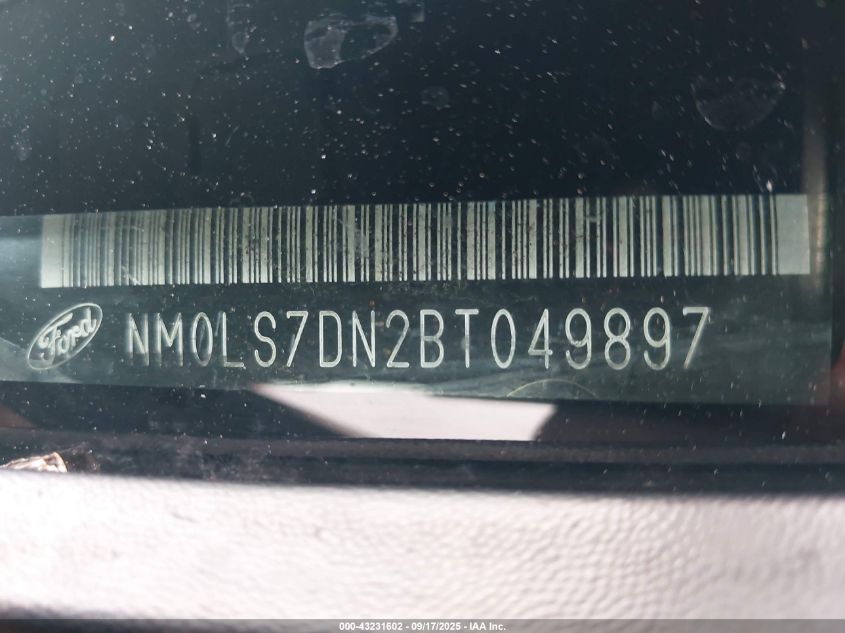 Ford NM0LS7DN2BT049897
000-43231602 - 09/17/2025 - IAA Inc.